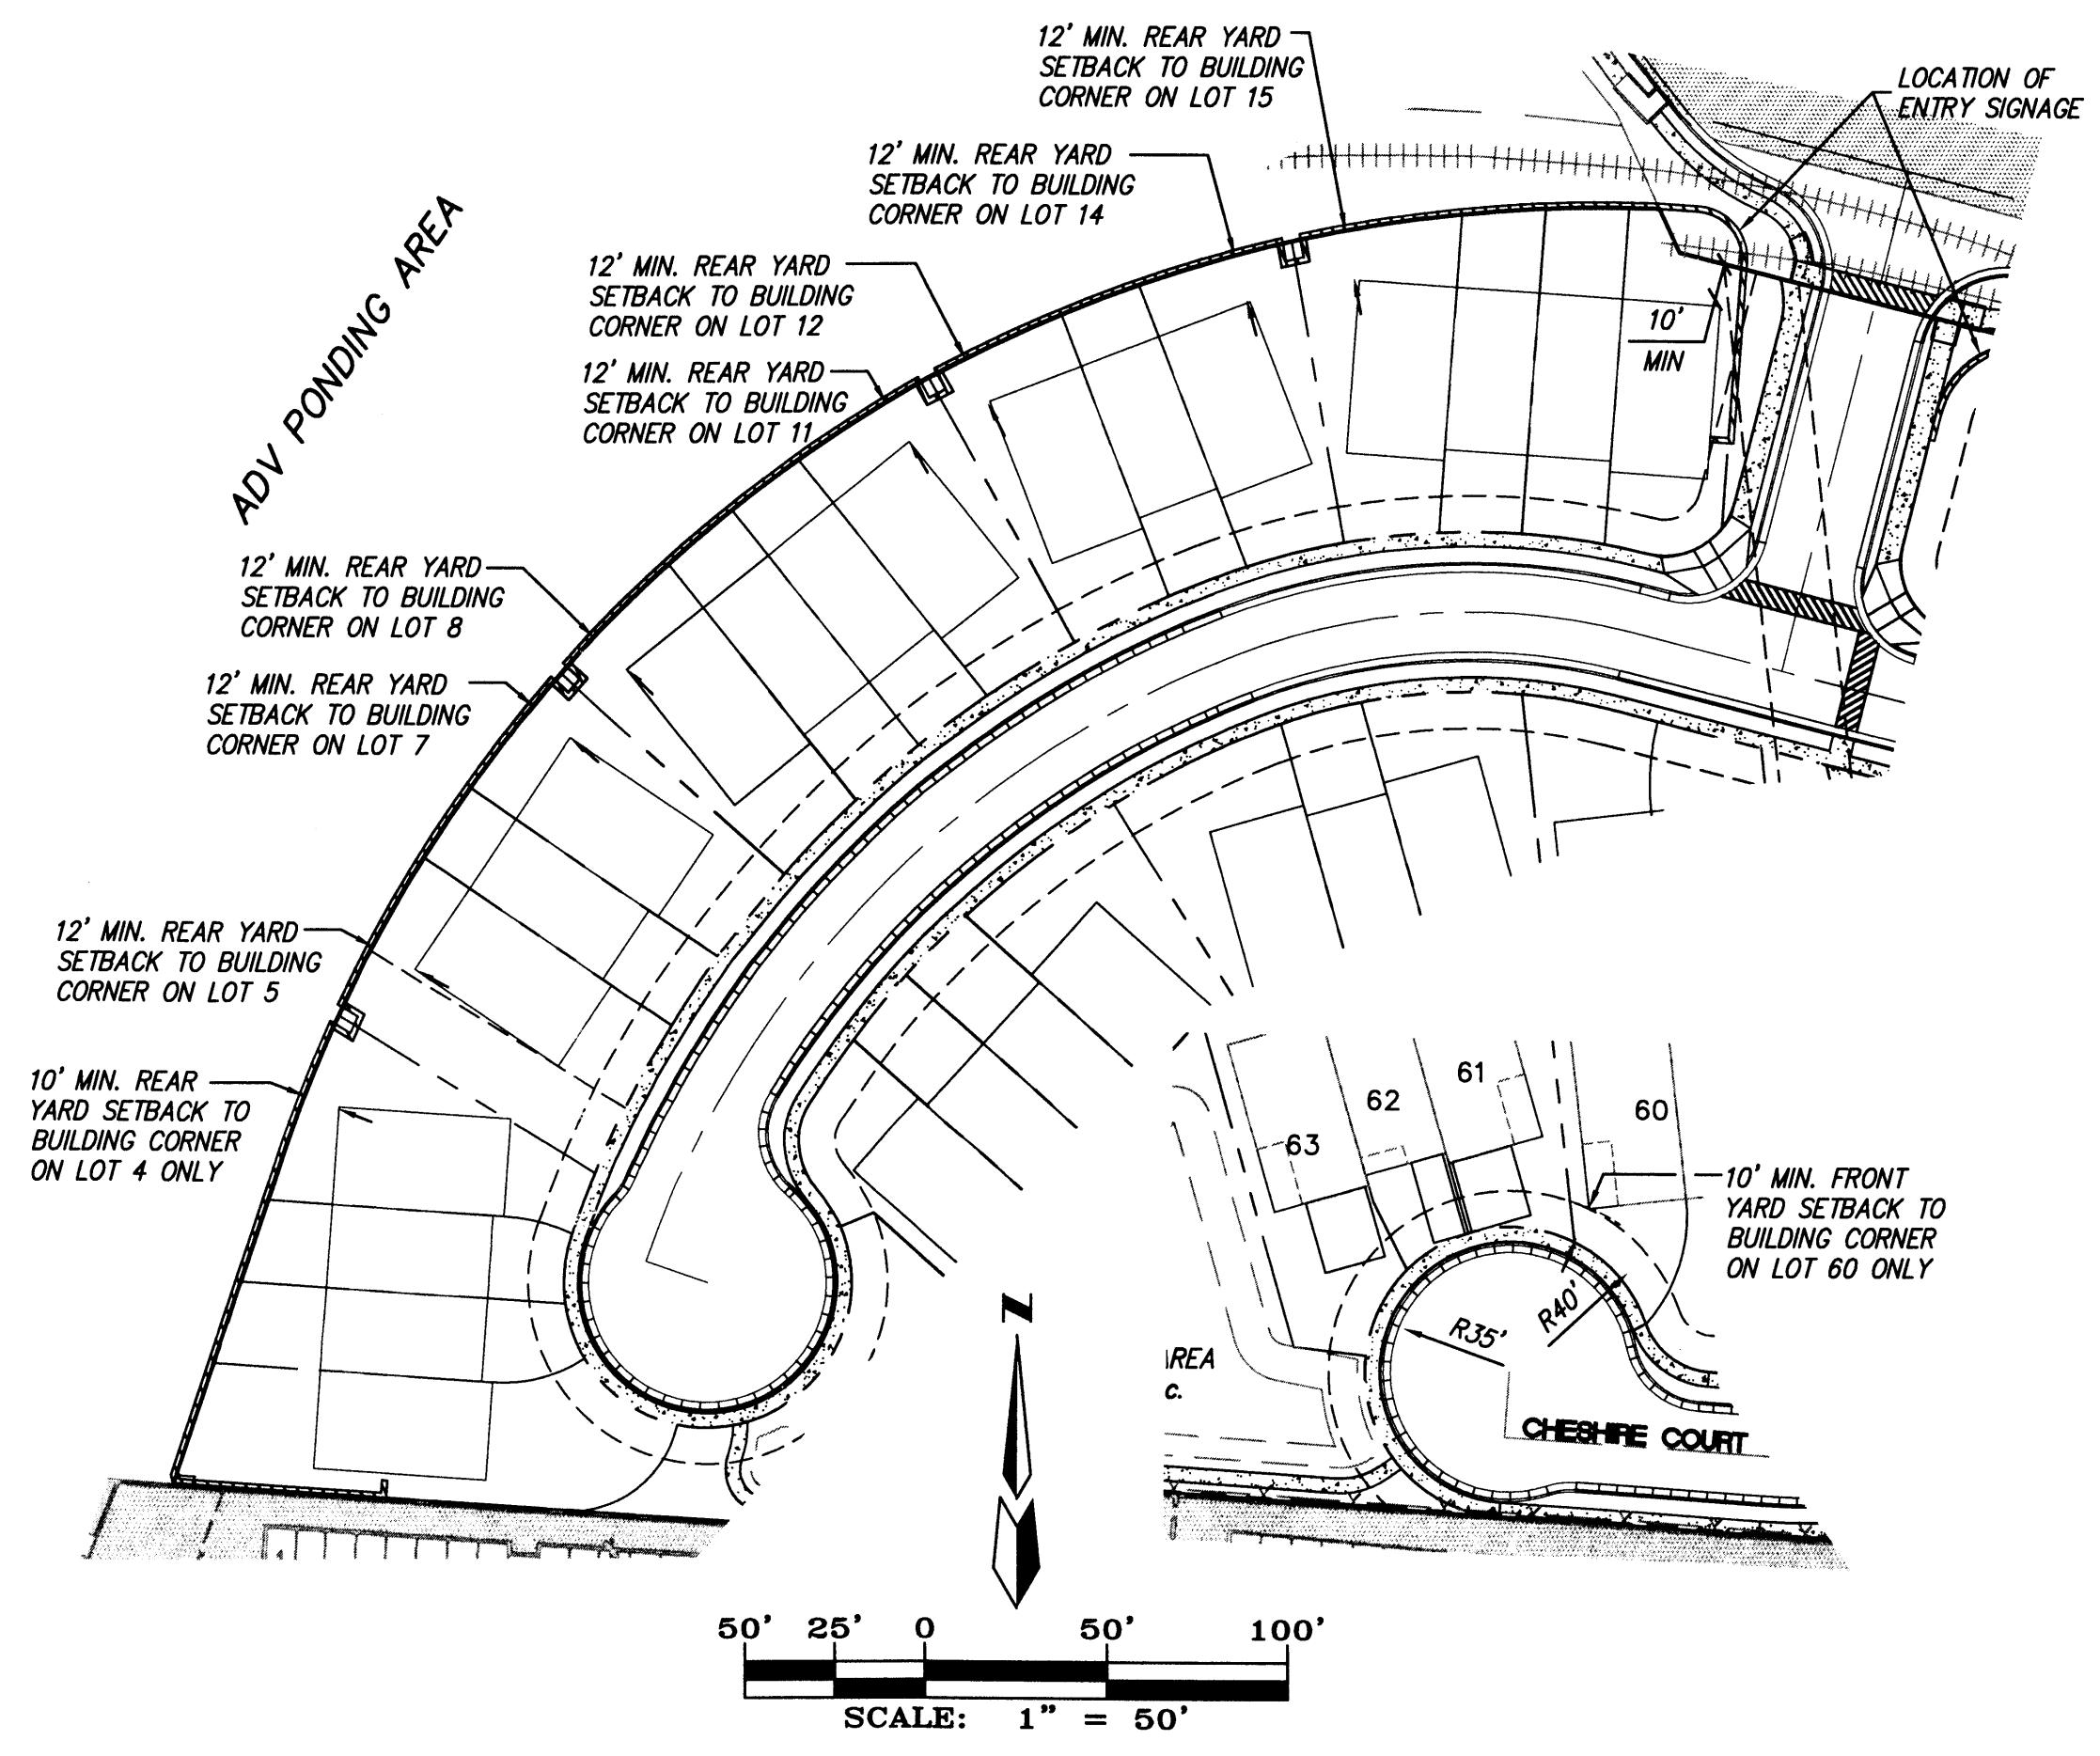 12' MIN. REAR YARD
SETBACK TO BUILDING
CORNER ON LOT 15
LOCATION OF
ENTRY SIGNAGE
12' MIN. REAR YARD
SETBACK TO BUILDING
CORNER ON LOT 14
ADV PONDING AREA
12' MIN. REAR YARD
SETBACK TO BUILDING
CORNER ON LOT 12
10'
MIN
12' MIN. REAR YARD
SETBACK TO BUILDING
CORNER ON LOT 11
12' MIN. REAR YARD
SETBACK TO BUILDING
CORNER ON LOT 8
12' MIN. REAR YARD
SETBACK TO BUILDING
CORNER ON LOT 7
12' MIN. REAR YARD
SETBACK TO BUILDING
CORNER ON LOT 5
10' MIN. REAR
YARD SETBACK TO
BUILDING CORNER
ON LOT 4 ONLY
63
62
61
60
10' MIN. FRONT
YARD SETBACK TO
BUILDING CORNER
ON LOT 60 ONLY
R35'
R40'
REA
C.
CHESHIRE COURT
N
50' 25' 0 50' 100'
SCALE: 1" = 50'